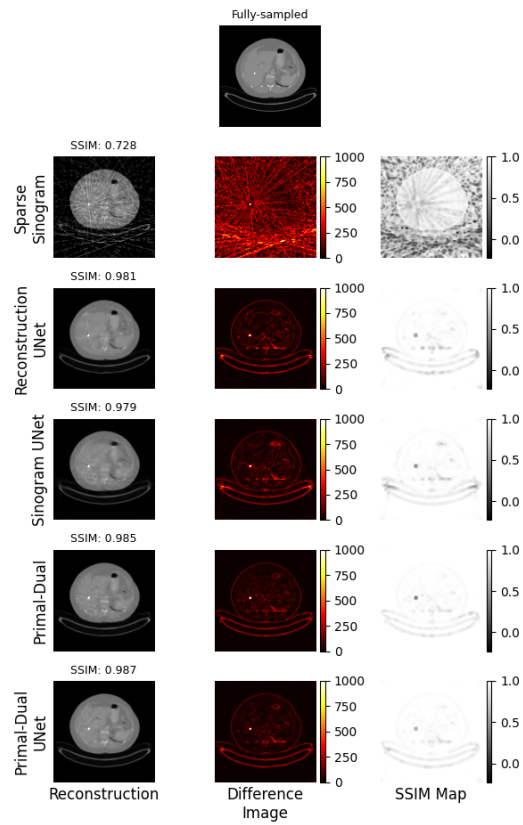 Fully-sampled
SSIM: 0.728
Sparse
Sinogram
1000
750
500
250
0
1.0
0.5
0.0
SSIM: 0.981
Reconstruction
UNet
1000
750
500
250
0
1.0
0.5
0.0
SSIM: 0.979
Sinogram UNet
1000
750
500
250
0
1.0
0.5
0.0
SSIM: 0.985
Primal-Dual
1000
750
500
250
0
1.0
0.5
0.0
SSIM: 0.987
Primal-Dual
UNet
1000
750
500
250
0
1.0
0.5
0.0
Reconstruction
Difference
Image
SSIM Map